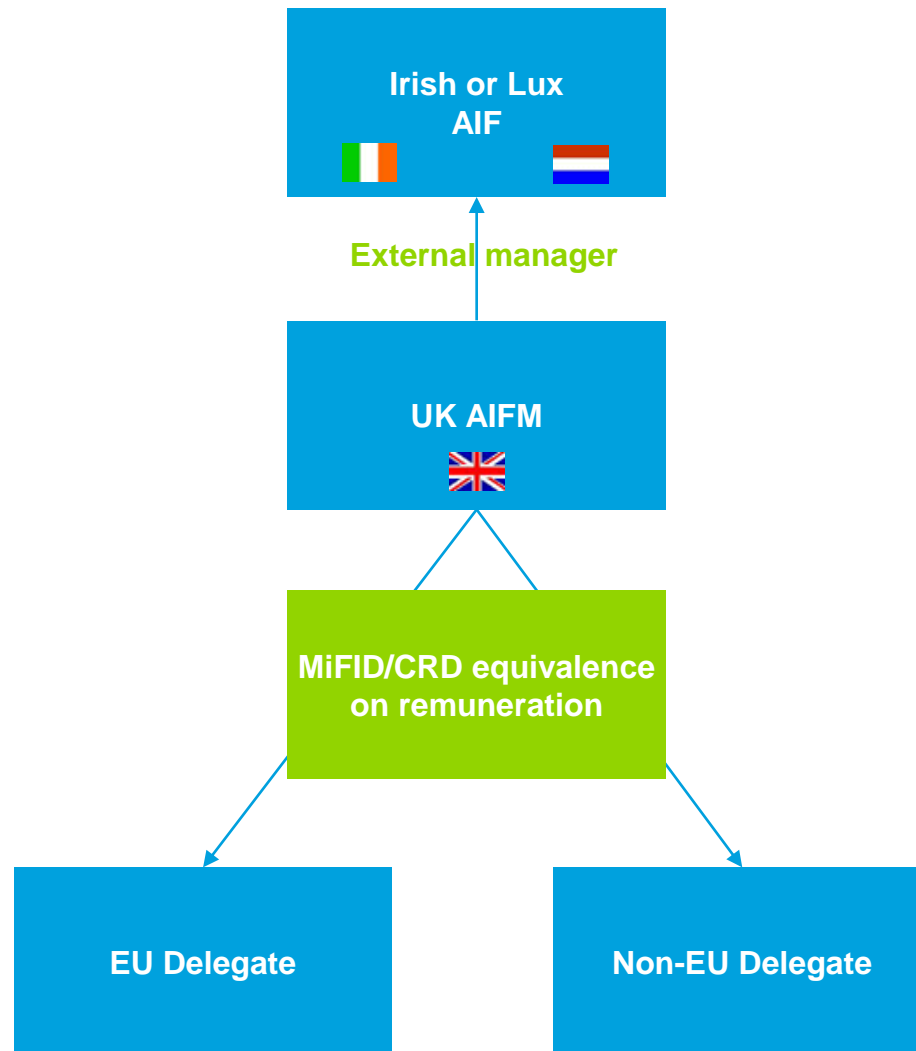 Irish or Lux
AIF
External manager
UK AIFM
MiFID/CRD equivalence
on remuneration
EU Delegate
Non-EU Delegate